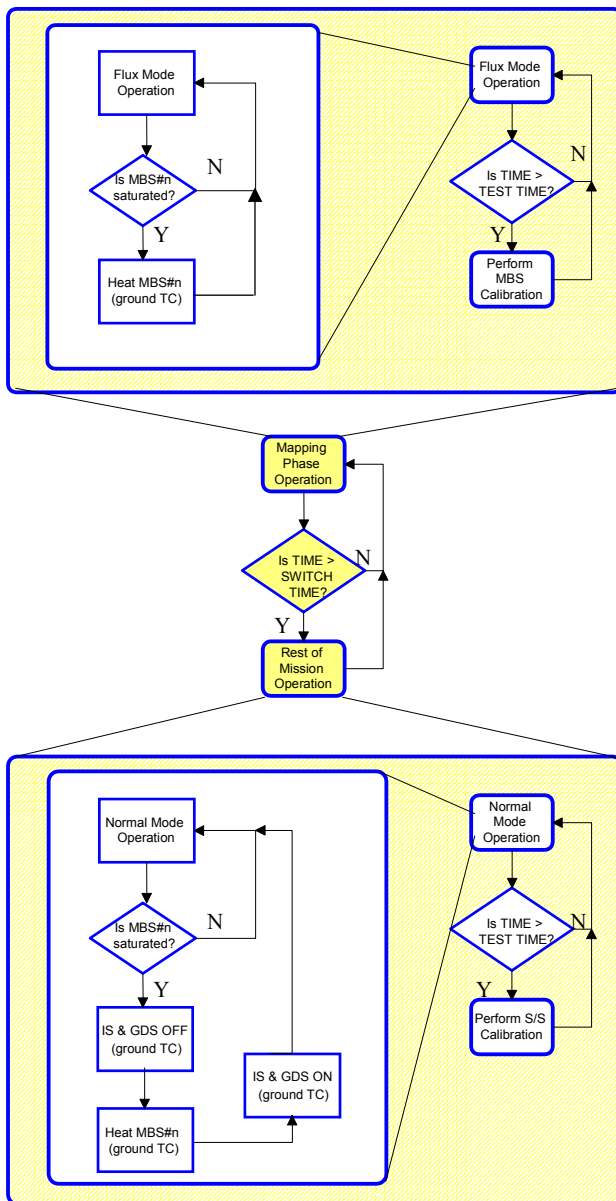 Flux Mode
Operation
Is MBS#n
saturated?
N
Y
Heat MBS#n
(ground TC)
Flux Mode
Operation
Is TIME >
TEST TIME?
N
Y
Perform
MBS
Calibration
Mapping
Phase
Operation
Is TIME >
SWITCH
TIME?
N
Y
Rest of
Mission
Operation
Normal Mode
Operation
Is MBS#n
saturated?
N
Y
IS & GDS OFF
(ground TC)
Heat MBS#n
(ground TC)
IS & GDS ON
(ground TC)
Normal
Mode
Operation
Is TIME >
TEST TIME?
N
Y
Perform S/S
Calibration